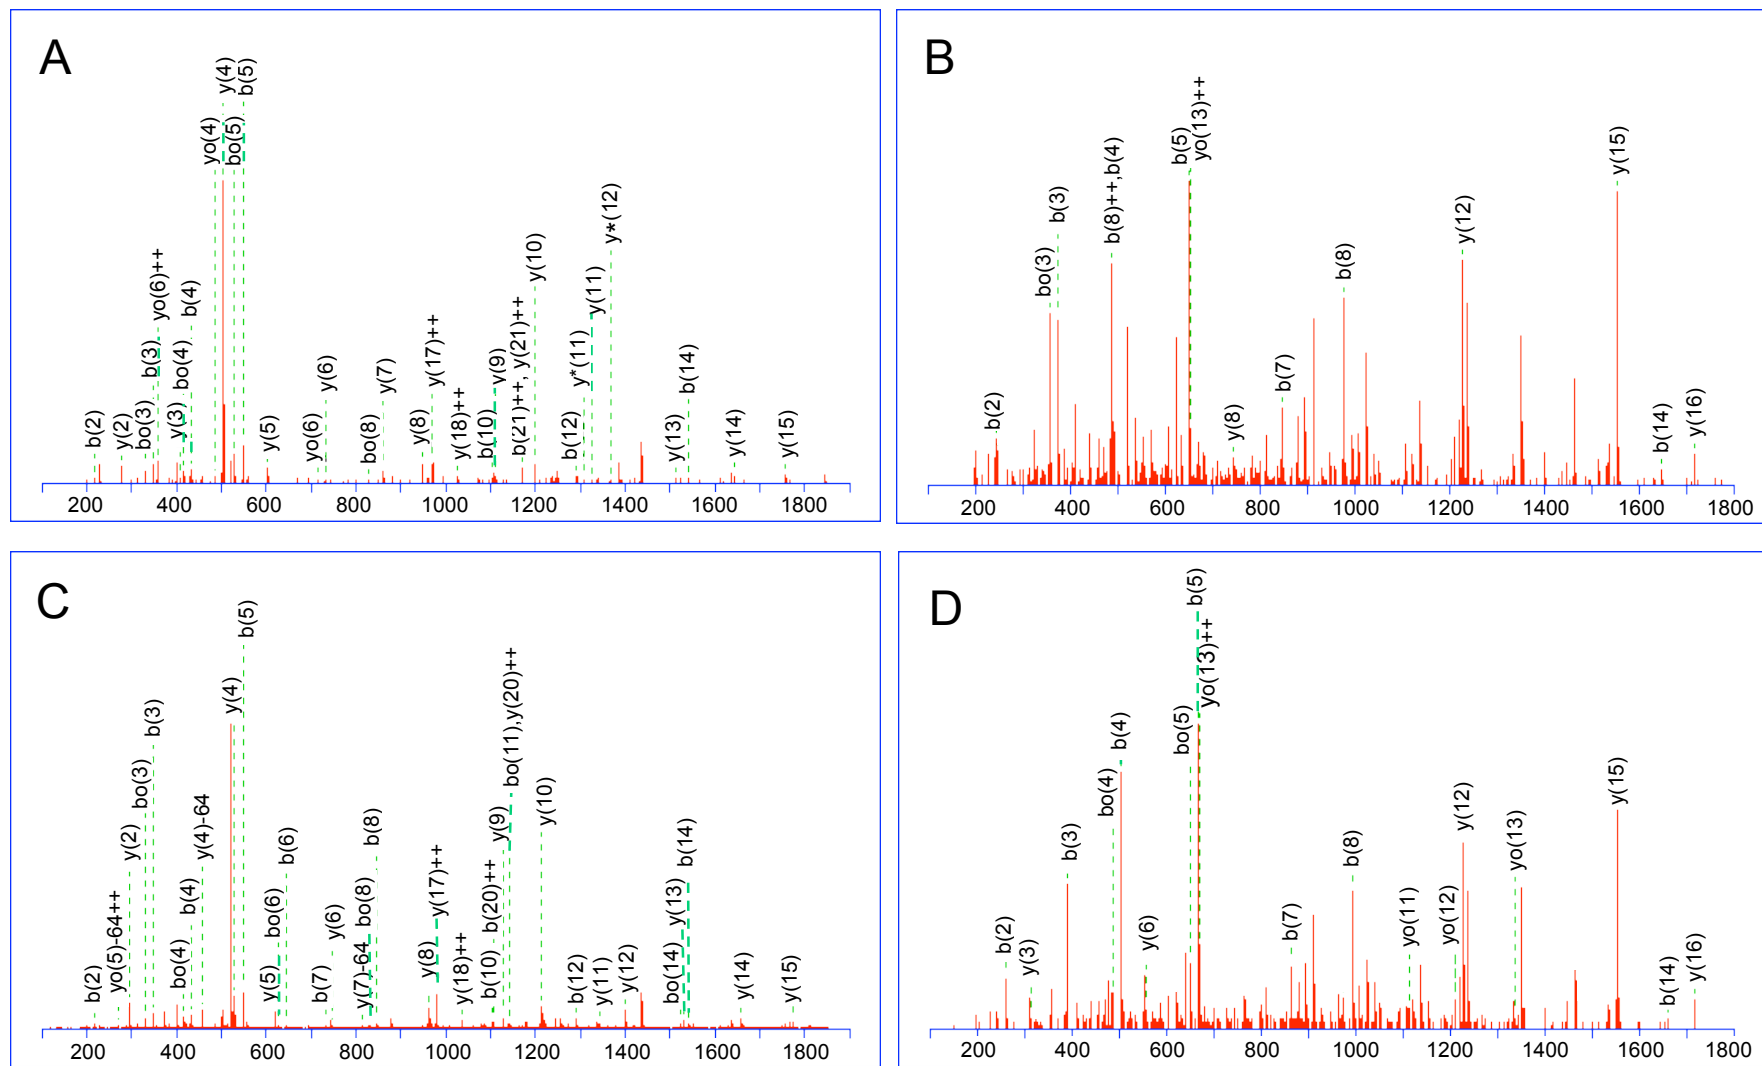 A
b(2)
y(2)
bo(3)
b(3)
yo(6)++
y(3)
bo(4)
b(4)
yo(4)
y(4)
bo(5)
b(5)
y(5)
yo(6)
y(6)
bo(8)
y(7)
y(8)
y(17)++
y(18)++
b(10)
y(9)
b(21)++, y(21)++
y(10)
b(12)
y*(11)
y(11)
y*(12)
y(13)
b(14)
y(14)
y(15)
200 400 600 800 1000 1200 1400 1600 1800
B
b(2)
bo(3)
b(3)
b(8)++,b(4)
b(5)
yo(13)++
y(8)
b(7)
b(8)
y(12)
y(15)
b(14)
y(16)
200 400 600 800 1000 1200 1400 1600 1800
C
b(2)
yo(5)-64++
y(2)
bo(3)
b(3)
bo(4)
b(4)
y(4)-64
y(4)
b(5)
y(5)
bo(6)
b(6)
b(7)
y(6)
y(7)-64
bo(8)
b(8)
y(8)
y(17)++
y(18)++
b(10)
b(20)++
y(9)
bo(11),y(20)++
y(10)
b(12)
y(11)
y(12)
bo(14)
y(13)
b(14)
y(14)
y(15)
200 400 600 800 1000 1200 1400 1600 1800
D
b(2)
y(3)
b(3)
bo(4)
b(4)
y(6)
bo(5)
b(5)
yo(13)++
b(7)
b(8)
yo(11)
yo(12)
y(12)
yo(13)
y(15)
b(14)
y(16)
200 400 600 800 1000 1200 1400 1600 1800